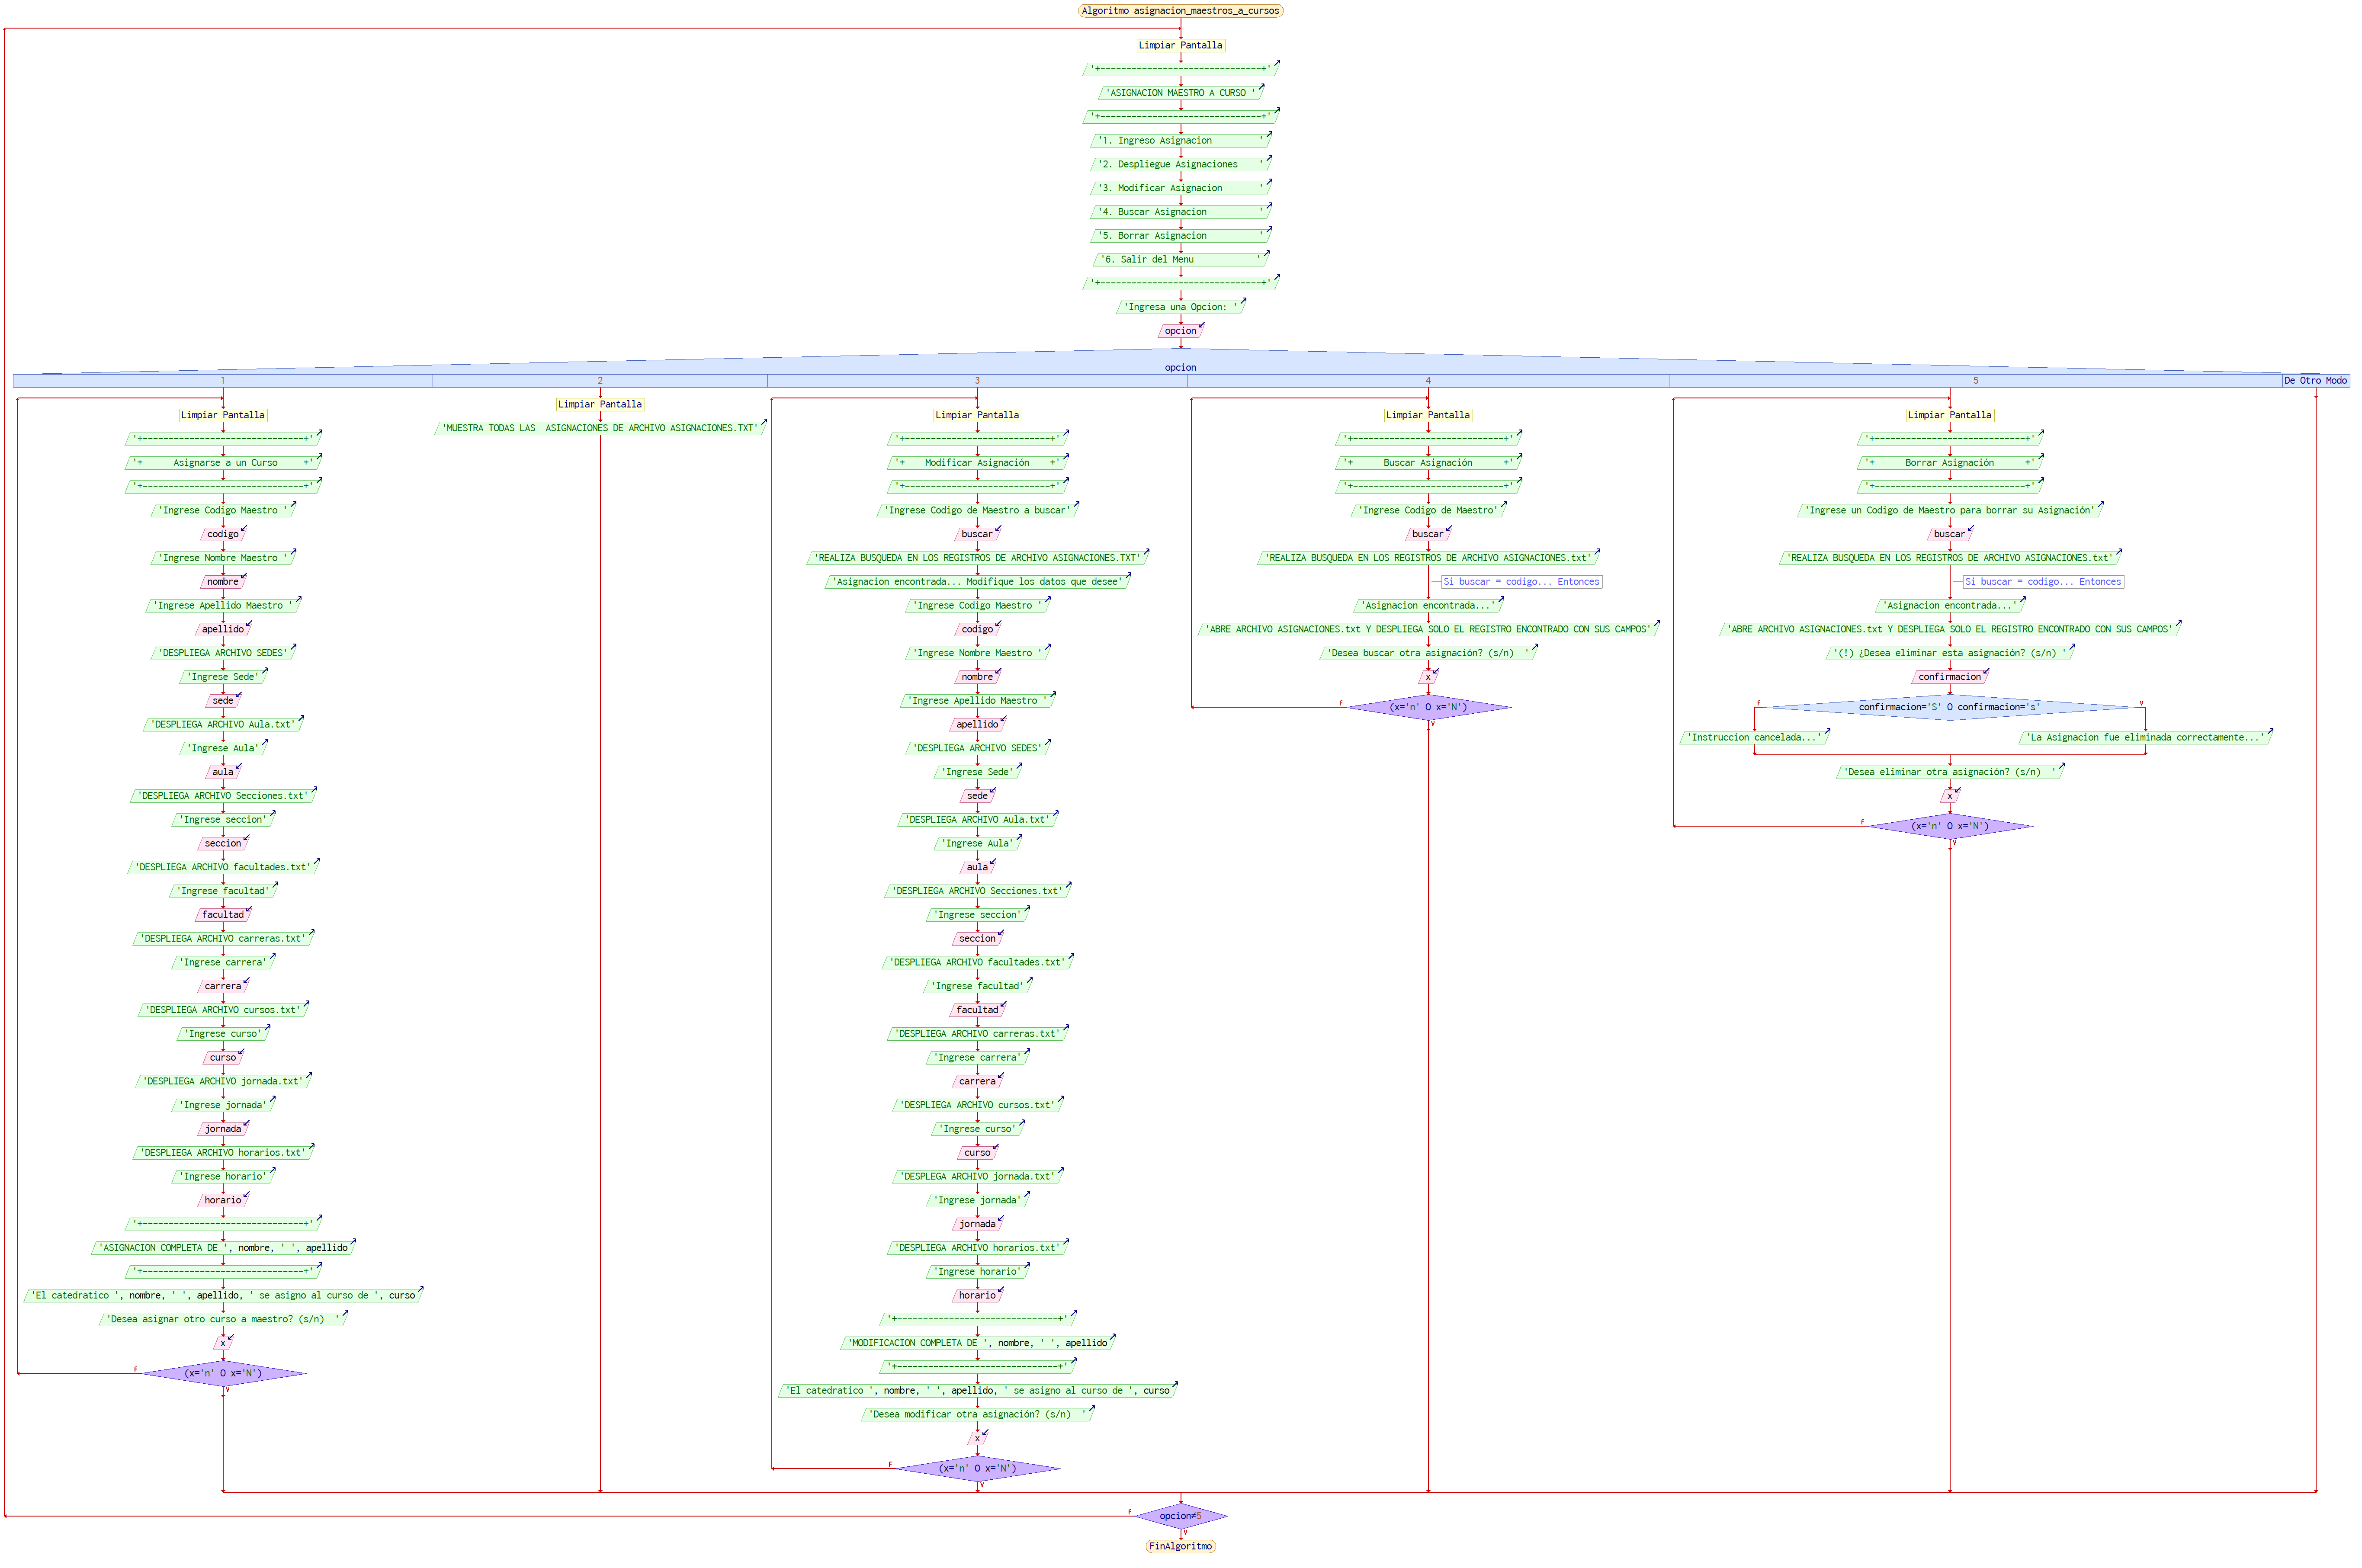 Algoritmo asignacion_maestros_a_cursos
Limpiar Pantalla
'+-------------------------------+'
'ASIGNACION MAESTRO A CURSO '
'+-------------------------------+'
'1. Ingreso Asignacion         '
'2. Despliegue Asignaciones    '
'3. Modificar Asignacion       '
'4. Buscar Asignacion          '
'5. Borrar Asignacion          '
'6. Salir del Menu            '
'+-------------------------------+'
'Ingresa una Opcion: '
opcion
opcion
1
Limpiar Pantalla
'+-------------------------------+'
'+      Asignarse a un Curso     +'
'+-------------------------------+'
'Ingrese Codigo Maestro '
codigo
'Ingrese Nombre Maestro '
nombre
'Ingrese Apellido Maestro '
apellido
'DESPLIEGA ARCHIVO SEDES'
'Ingrese Sede'
sede
'DESPLIEGA ARCHIVO Aula.txt'
'Ingrese Aula'
aula
'DESPLIEGA ARCHIVO Secciones.txt'
'Ingrese seccion'
seccion
'DESPLIEGA ARCHIVO facultades.txt'
'Ingrese facultad'
facultad
'DESPLIEGA ARCHIVO carreras.txt'
'Ingrese carrera'
carrera
'DESPLIEGA ARCHIVO cursos.txt'
'Ingrese curso'
curso
'DESPLIEGA ARCHIVO jornada.txt'
'Ingrese jornada'
jornada
'DESPLIEGA ARCHIVO horarios.txt'
'Ingrese horario'
horario
'+-------------------------------+'
'ASIGNACION COMPLETA DE ', nombre, ' ', apellido
'+-------------------------------+'
'El catedratico ', nombre, ' ', apellido, ' se asigno al curso de ', curso
'Desea asignar otro curso a maestro? (s/n)  '
x
F
(x='n' O x='N')
V
2
Limpiar Pantalla
'MUESTRA TODAS LAS  ASIGNACIONES DE ARCHIVO ASIGNACIONES.TXT'
3
Limpiar Pantalla
'+----------------------------+'
'+    Modificar Asignación    +'
'+----------------------------+'
'Ingrese Codigo de Maestro a buscar'
buscar
'REALIZA BUSQUEDA EN LOS REGISTROS DE ARCHIVO ASIGNACIONES.TXT'
'Asignacion encontrada... Modifique los datos que desee'
'Ingrese Codigo Maestro '
codigo
'Ingrese Nombre Maestro '
nombre
'Ingrese Apellido Maestro '
apellido
'DESPLIEGA ARCHIVO SEDES'
'Ingrese Sede'
sede
'DESPLIEGA ARCHIVO Aula.txt'
'Ingrese Aula'
aula
'DESPLIEGA ARCHIVO Secciones.txt'
'Ingrese seccion'
seccion
'DESPLIEGA ARCHIVO facultades.txt'
'Ingrese facultad'
facultad
'DESPLIEGA ARCHIVO carreras.txt'
'Ingrese carrera'
carrera
'DESPLIEGA ARCHIVO cursos.txt'
'Ingrese curso'
curso
'DESPLEGA ARCHIVO jornada.txt'
'Ingrese jornada'
jornada
'DESPLIEGA ARCHIVO horarios.txt'
'Ingrese horario'
horario
'+-------------------------------+'
'MODIFICACION COMPLETA DE ', nombre, ' ', apellido
'+-------------------------------+'
'El catedratico ', nombre, ' ', apellido, ' se asigno al curso de ', curso
'Desea modificar otra asignación? (s/n)  '
x
F
(x='n' O x='N')
V
4
Limpiar Pantalla
'+-----------------------------+'
'+      Buscar Asignación      +'
'+-----------------------------+'
'Ingrese Codigo de Maestro'
buscar
'REALIZA BUSQUEDA EN LOS REGISTROS DE ARCHIVO ASIGNACIONES.txt'
Si buscar = codigo... Entonces
'Asignacion encontrada...'
'ABRE ARCHIVO ASIGNACIONES.txt Y DESPLIEGA SOLO EL REGISTRO ENCONTRADO CON SUS CAMPOS'
'Desea buscar otra asignación? (s/n)  '
x
F
(x='n' O x='N')
V
5
Limpiar Pantalla
'+-----------------------------+'
'+      Borrar Asignación      +'
'+-----------------------------+'
'Ingrese un Codigo de Maestro para borrar su Asignación'
buscar
'REALIZA BUSQUEDA EN LOS REGISTROS DE ARCHIVO ASIGNACIONES.txt'
Si buscar = codigo... Entonces
'Asignacion encontrada...'
'ABRE ARCHIVO ASIGNACIONES.txt Y DESPLIEGA SOLO EL REGISTRO ENCONTRADO CON SUS CAMPOS'
'(!) ¿Desea eliminar esta asignación? (s/n) '
confirmacion
F
confirmacion='S' O confirmacion='s'
V
'Instruccion cancelada...'
'La Asignacion fue eliminada correctamente...'
'Desea eliminar otra asignación? (s/n)  '
x
F
(x='n' O x='N')
V
De Otro Modo
F
opcion≠5
V
FinAlgoritmo